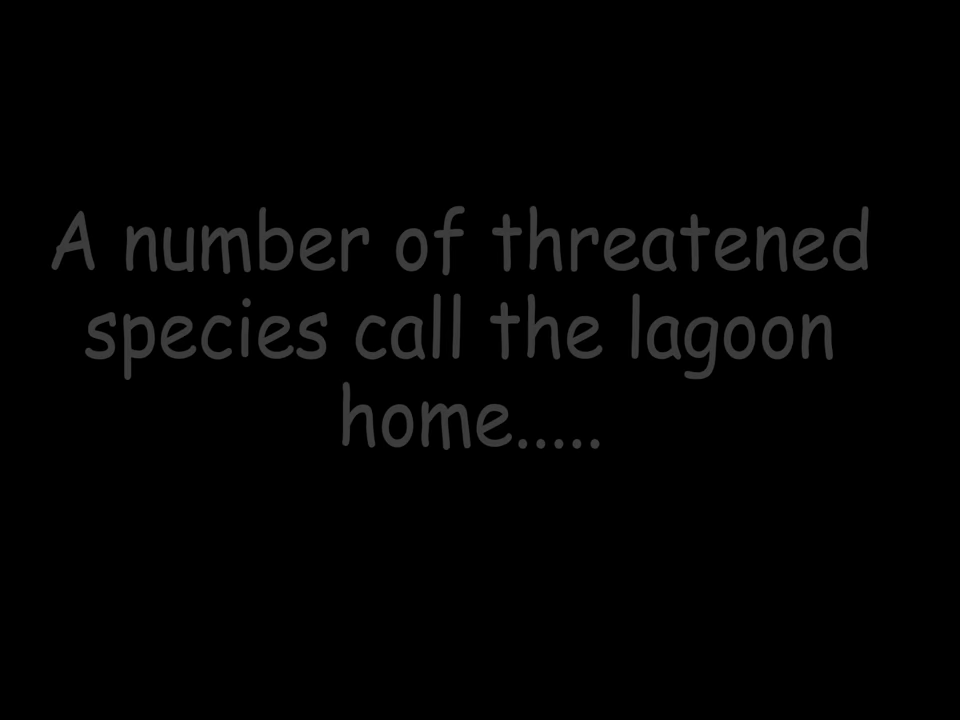 A number of threatened
species call the lagoon
home.....